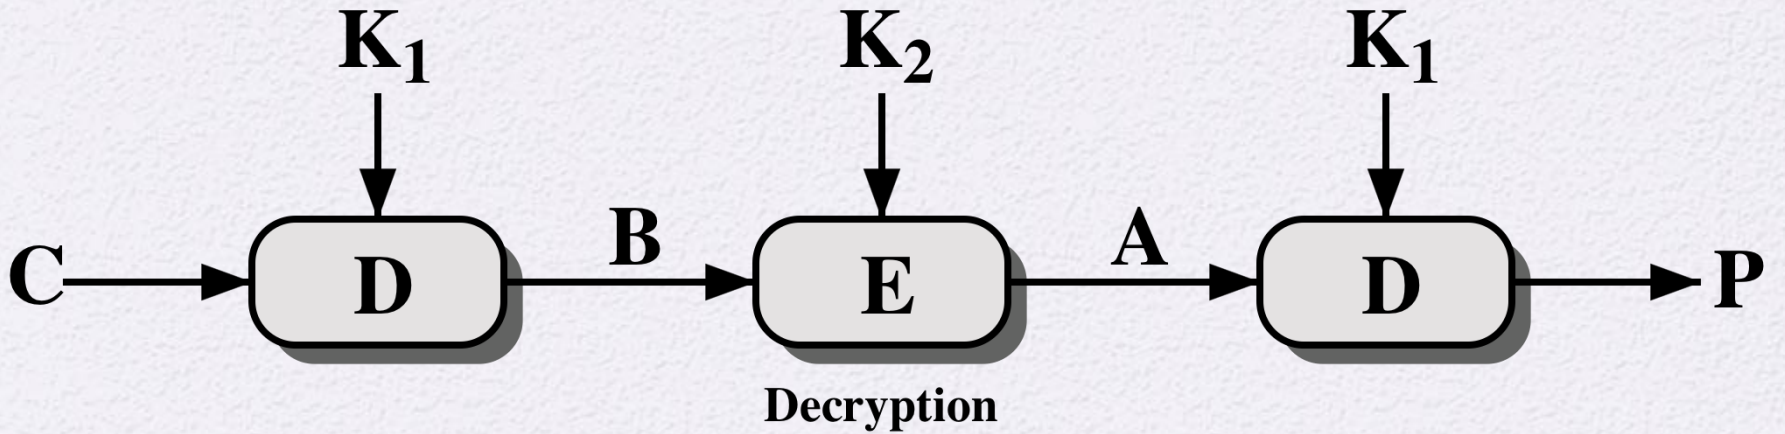 K₁ K₂ K₁
C D B E A D P
Decryption